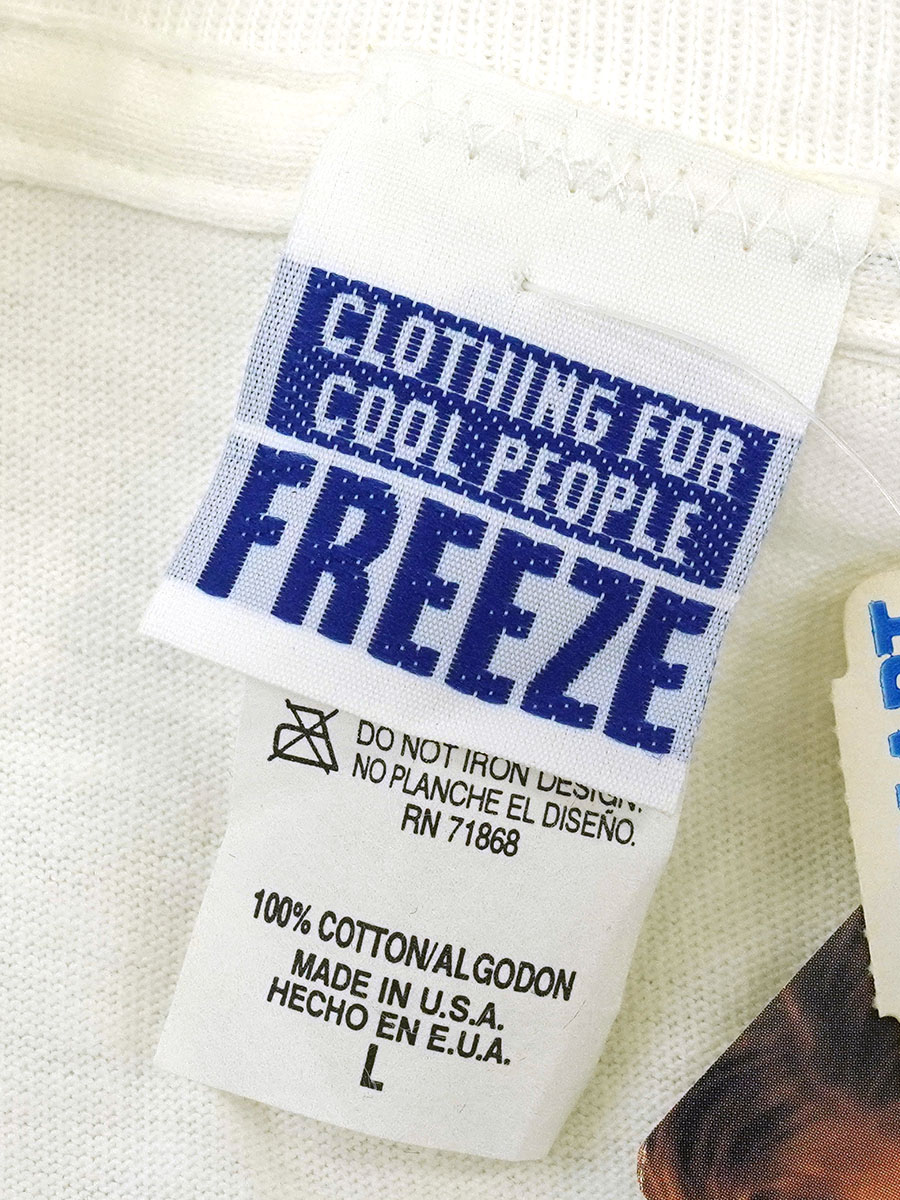 CLOTHING FOR
COOL PEOPLE
FREEZE
DO NOT IRON DESIGN.
NO PLANCHE EL DISEÑO.
RN 71868
100% COTTON/ALGODON
MADE IN U.S.A.
HECHO EN E.U.A.
L